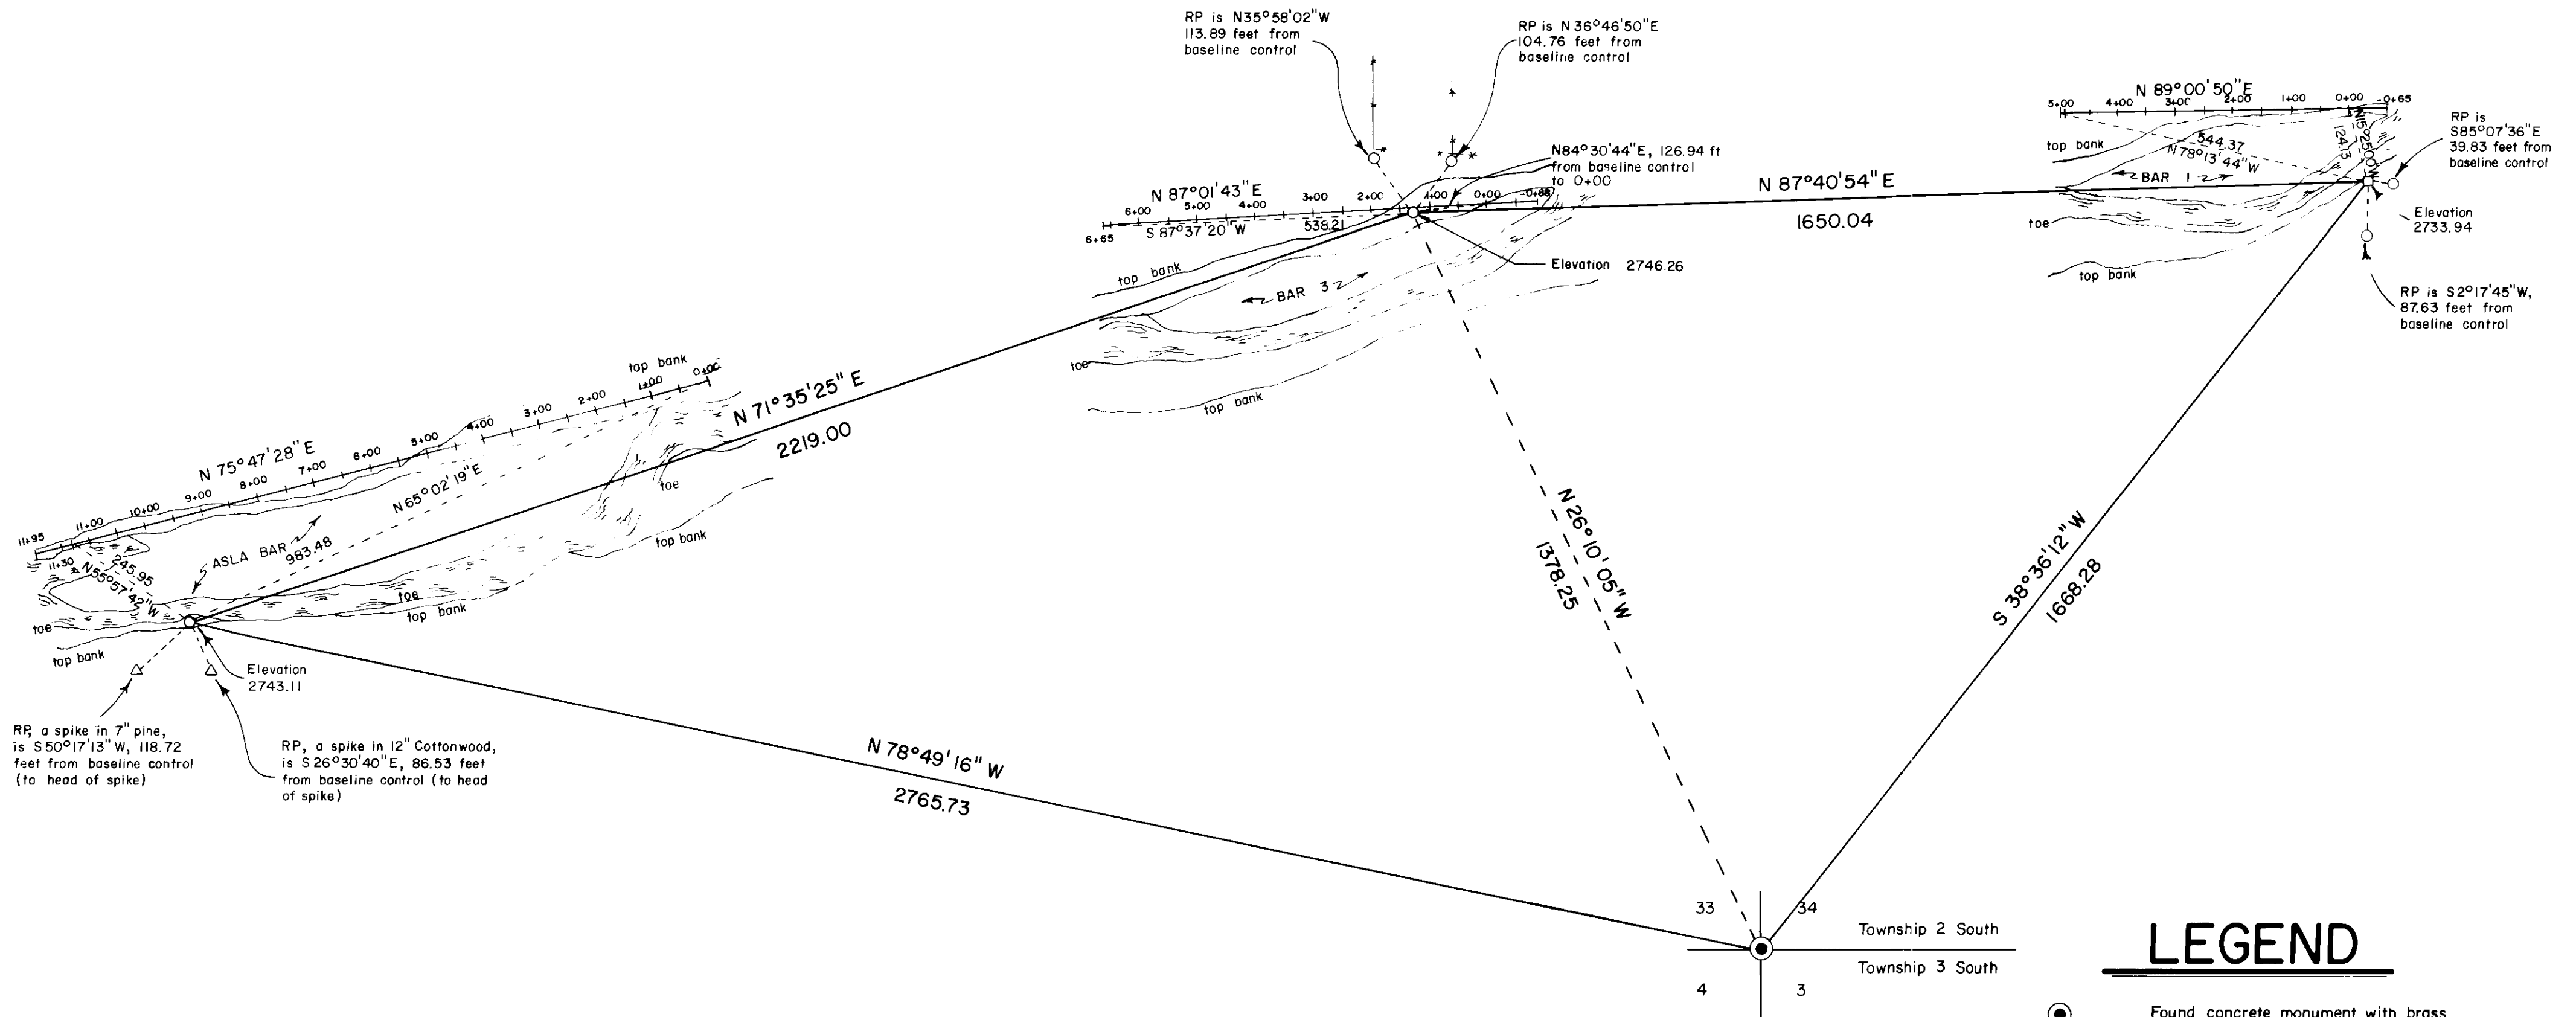 RP is N35°58'02"W
113.89 feet from
baseline control
RP is N 36°46'50"E
104.76 feet from
baseline control
N 89°00'50"E
5+00 4+00 3+00 2+00 1+00 0+00 -0+65
RP is
S85°07'36"E
39.83 feet from
baseline control
top bank
544.37
N 78°13'44"W
124.13
BAR 1
toe
top bank
Elevation
2733.94
RP is S2°17'45"W,
87.63 feet from
baseline control
N84°30'44"E, 126.94 ft
from baseline control
to 0+00
N 87°40'54"E
1650.04
N 87°01'43"E
6+65 6+00 5+00 4+00 3+00 2+00 1+00 0+00
S 87°37'20"W
538.21
Elevation 2746.26
top bank
BAR 3
toe
top bank
N 71°35'25" E
2219.00
top bank
11+95 11+00 10+00 9+00 8+00 7+00 6+00 5+00 4+00 3+00 2+00 1+00 0+00
N 75°47'28" E
N 65°02'19"E
983.48
ASLA BAR
11+30
245.95
N55°57'42"W
toe
top bank
toe
top bank
toe
top bank
Elevation
2743.11
RP, a spike in 7" pine,
is S50°17'13"W, 118.72
feet from baseline control
(to head of spike)
RP, a spike in 12" Cottonwood,
is S26°30'40"E, 86.53 feet
from baseline control (to head
of spike)
N 78°49'16" W
2765.73
N 26°10'05" W
1378.25
S 38°36'12" W
1668.28
33 34
Township 2 South
Township 3 South
4 3
LEGEND
Found concrete monument with brass